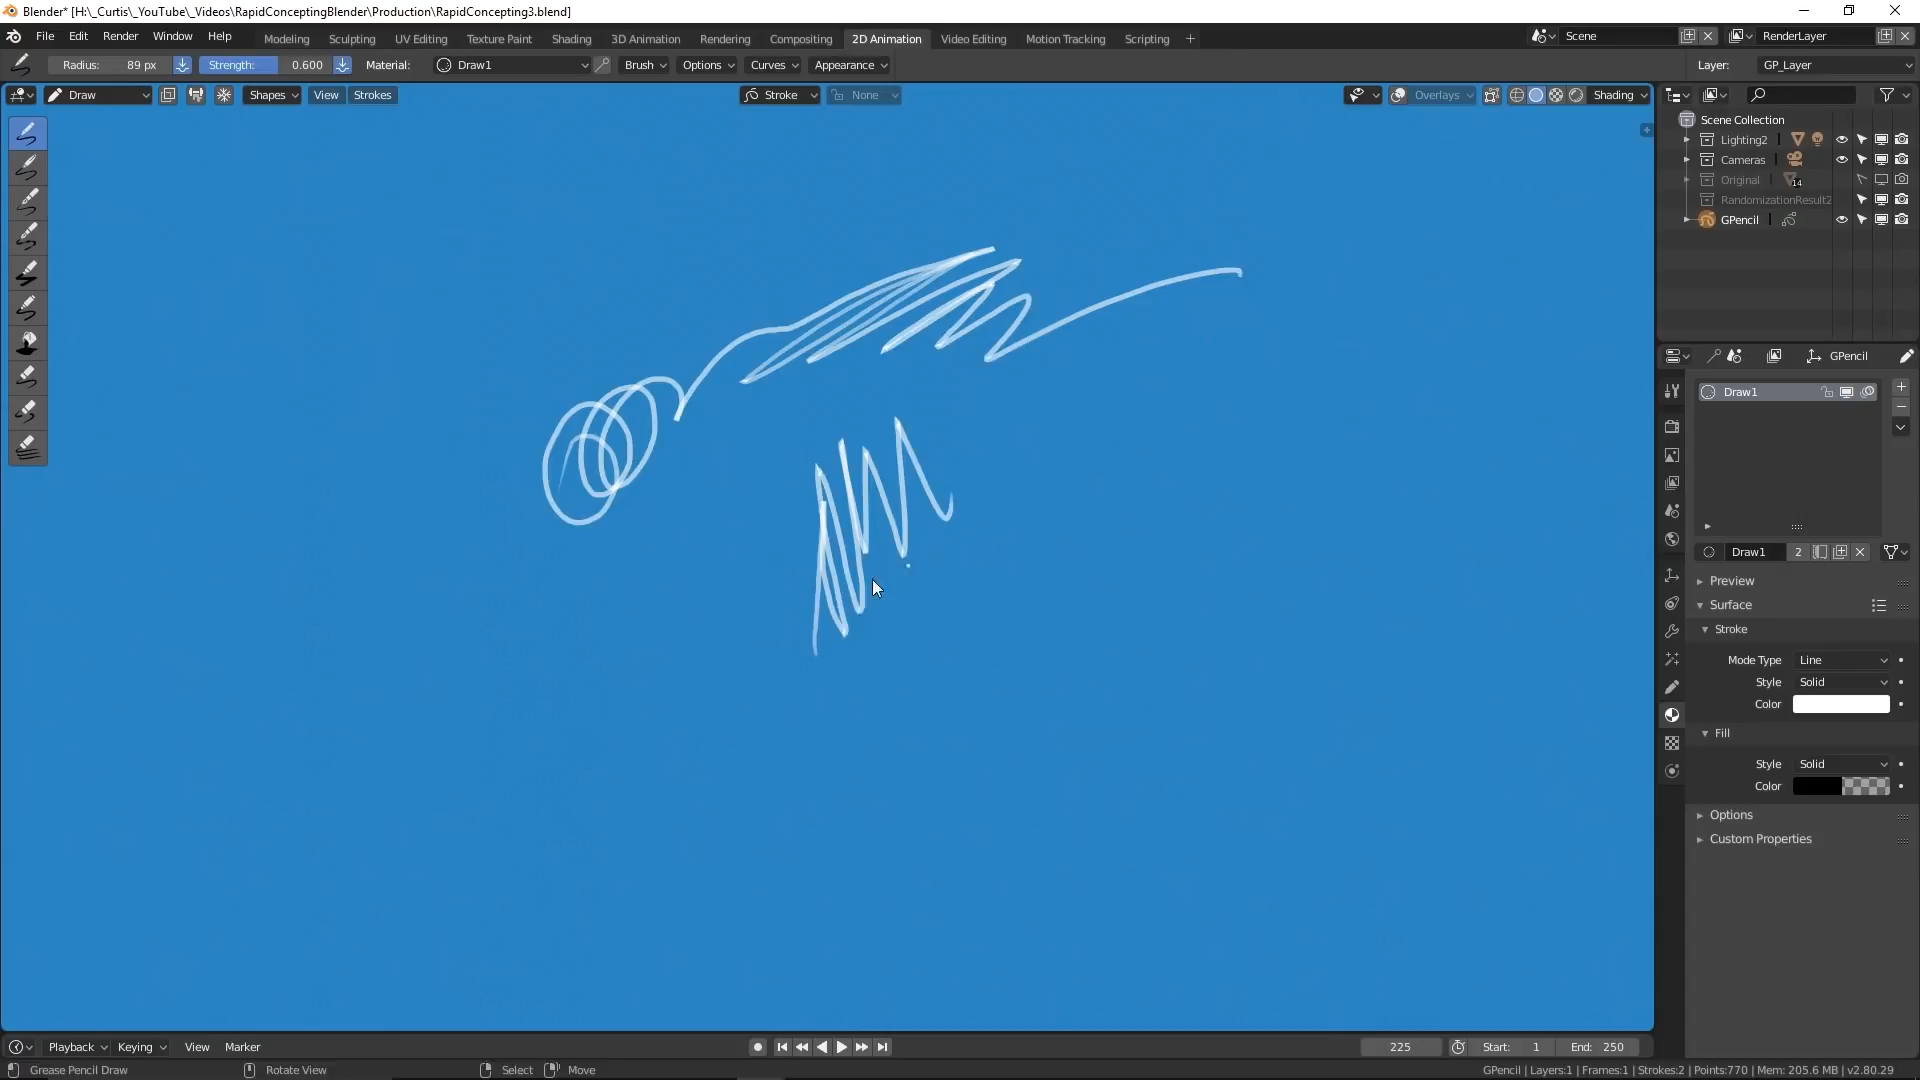 Blender* [H:\_Curtis\_YouTube\_Videos\RapidConceptingBlender\Production\RapidConcepting3.blend]
File Edit Render Window Help Modeling Sculpting UV Editing Texture Paint Shading 3D Animation Rendering Compositing 2D Animation Video Editing Motion Tracking Scripting + Scene RenderLayer
Radius: 89 px Strength: 0.600 Material: Draw1 Brush Options Curves Appearance Layer: GP_Layer
Draw Shapes View Strokes Stroke None Overlays Shading
Scene Collection
Lighting2
Cameras
Original 14
RandomizationResult2
GPencil
GPencil
Draw1
Draw1 2
Preview
Surface
Stroke
Mode Type Line
Style Solid
Color
Fill
Style Solid
Color
Options
Custom Properties
Playback Keying View Marker 225 Start: 1 End: 250
Grease Pencil Draw Rotate View Select Move GPencil | Layers:1 | Frames:1 | Strokes:2 | Points:770 | Mem: 205.6 MB | v2.80.29